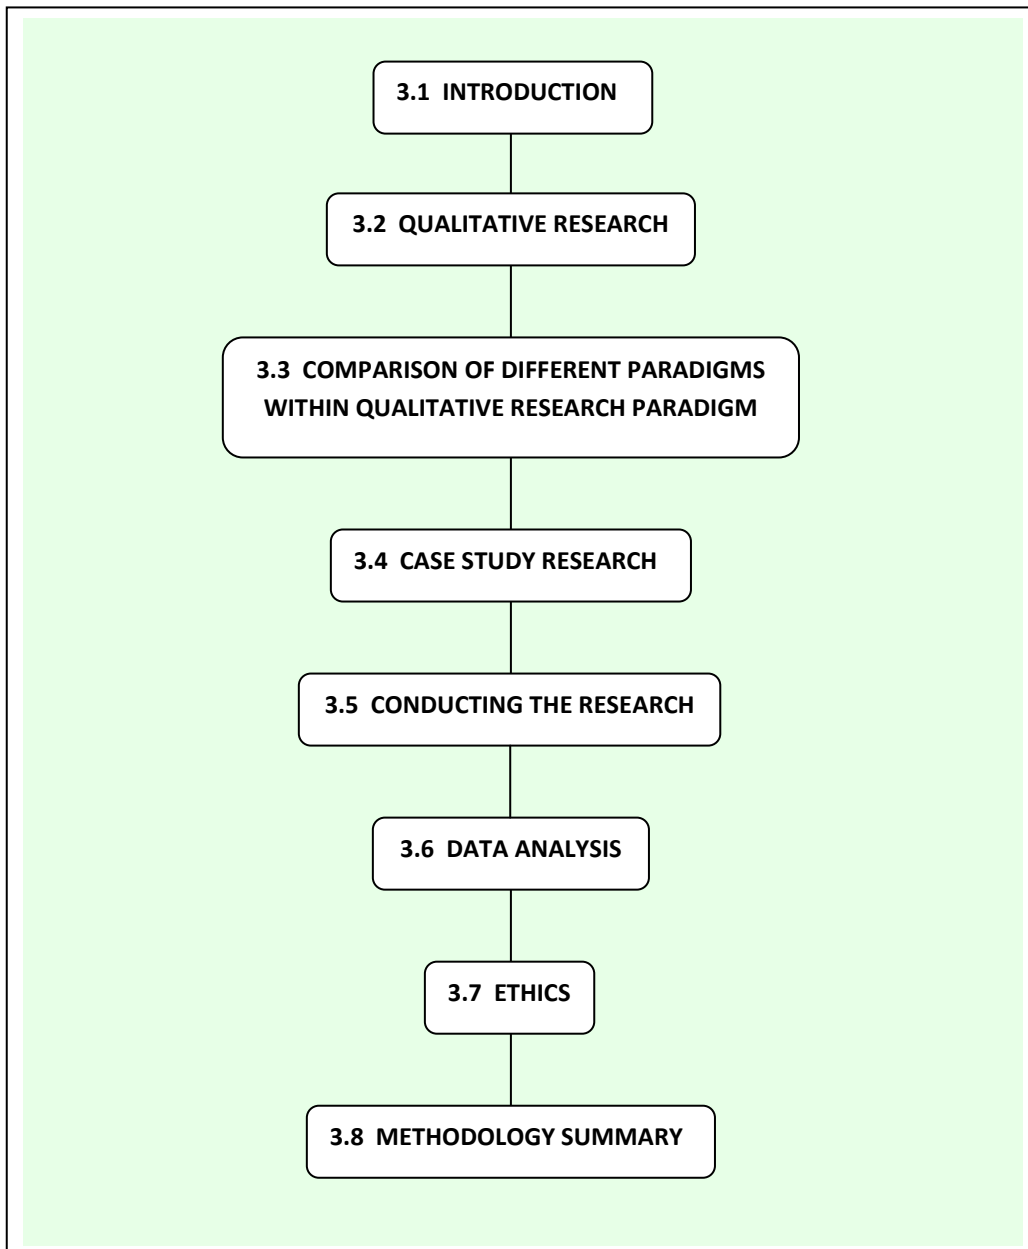 3.1 INTRODUCTION
3.2 QUALITATIVE RESEARCH
3.3 COMPARISON OF DIFFERENT PARADIGMS
WITHIN QUALITATIVE RESEARCH PARADIGM
3.4 CASE STUDY RESEARCH
3.5 CONDUCTING THE RESEARCH
3.6 DATA ANALYSIS
3.7 ETHICS
3.8 METHODOLOGY SUMMARY